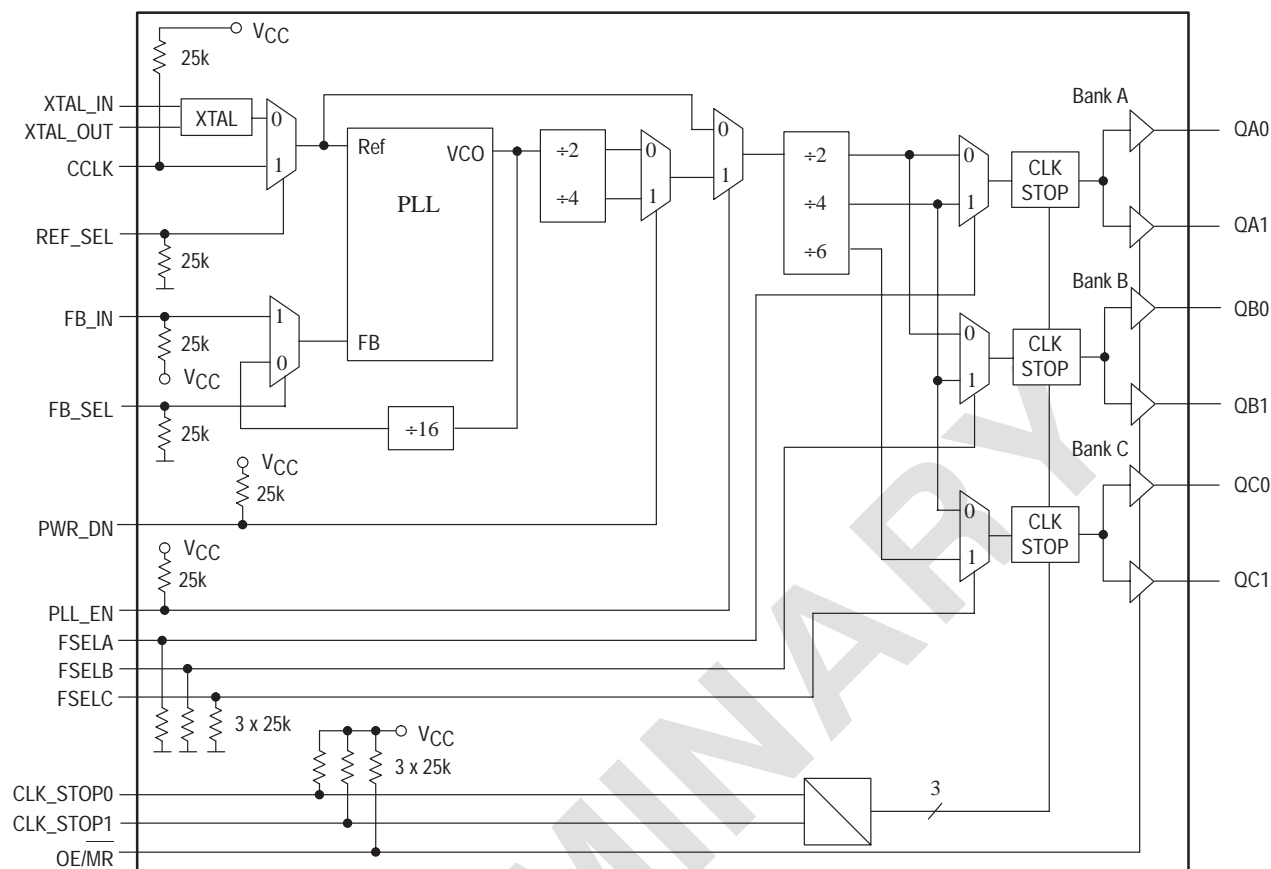 VCC
25k
XTAL_IN
XTAL_OUT
CCLK
XTAL
0
1
Ref
VCO
PLL
FB
÷2
÷4
0
1
0
1
÷2
÷4
÷6
0
1
CLK
STOP
Bank A
QA0
QA1
REF_SEL
25k
FB_IN
25k
VCC
1
0
FB_SEL
25k
÷16
0
1
CLK
STOP
Bank B
QB0
QB1
VCC
25k
PWR_DN
VCC
25k
PLL_EN
0
1
CLK
STOP
Bank C
QC0
QC1
FSELA
FSELB
FSELC
3 x 25k
VCC
3 x 25k
CLK_STOP0
CLK_STOP1
OE/MR
3
MINARY